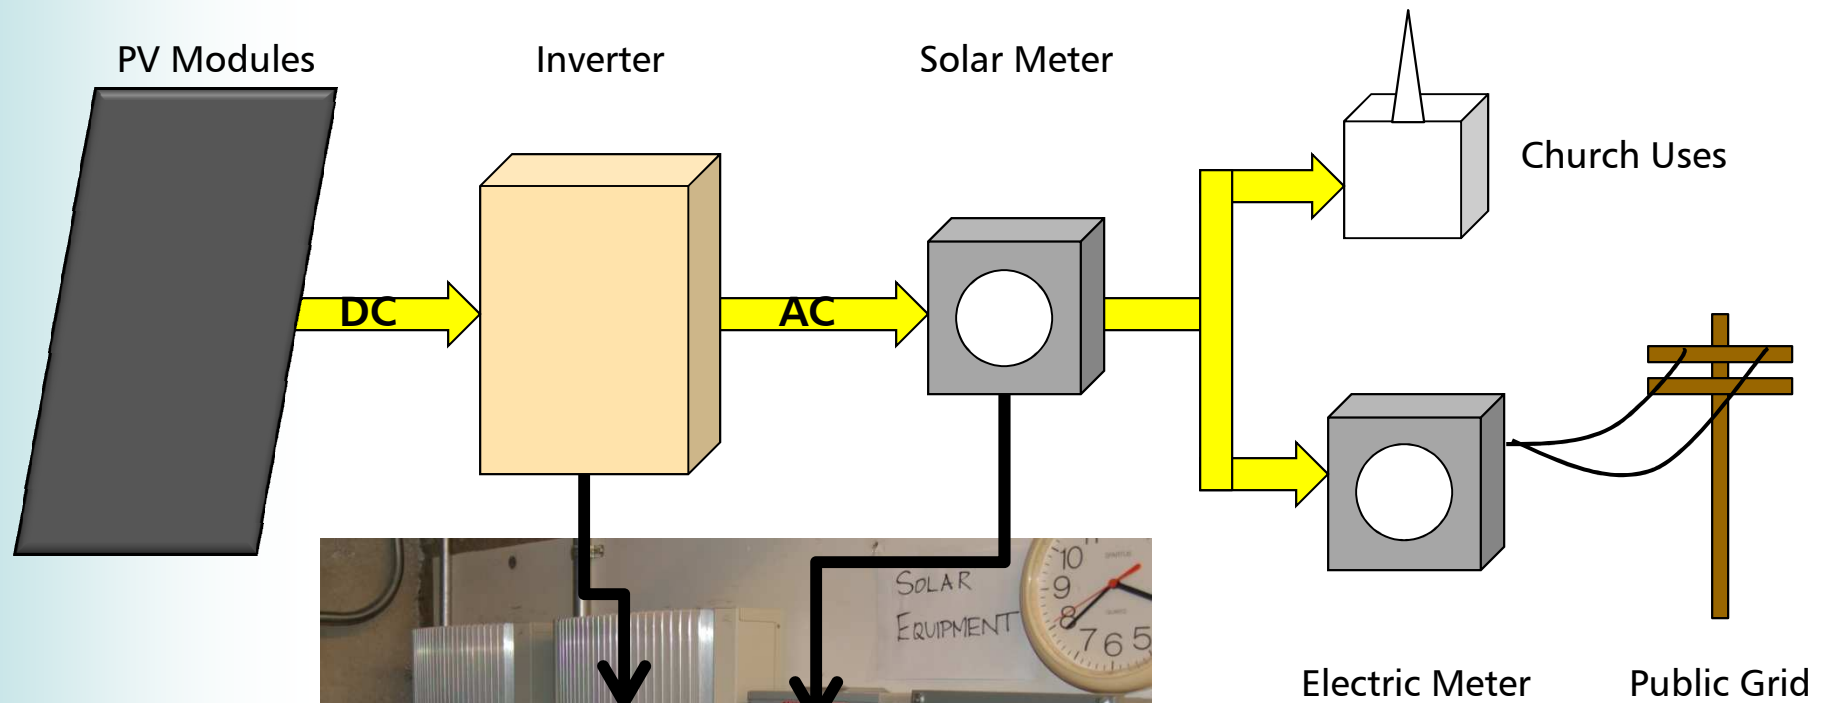 PV Modules
Inverter
Solar Meter
Church Uses
DC
AC
SOLAR
EQUIPMENT
10
9
8
7 6 5
Electric Meter
Public Grid